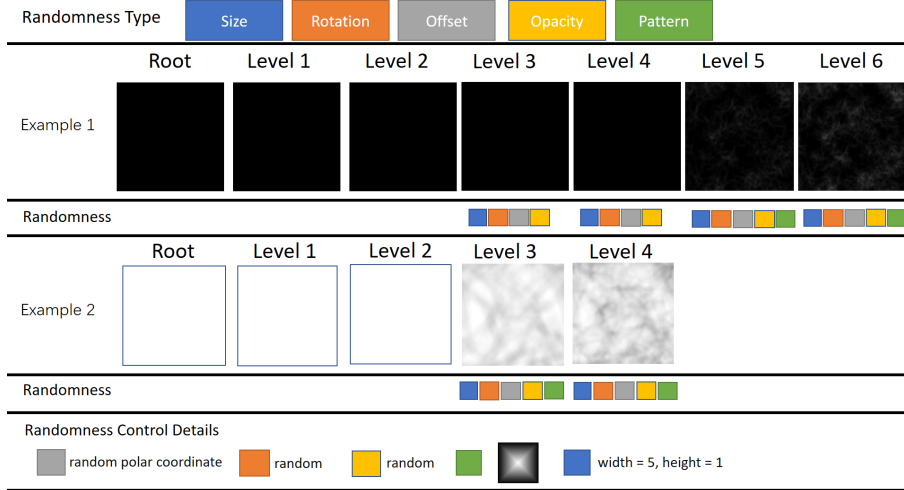 Randomness Type Size Rotation Offset Opacity Pattern
Root Level 1 Level 2 Level 3 Level 4 Level 5 Level 6
Example 1
Randomness
Root Level 1 Level 2 Level 3 Level 4
Example 2
Randomness
Randomness Control Details
random polar coordinate random random width = 5, height = 1